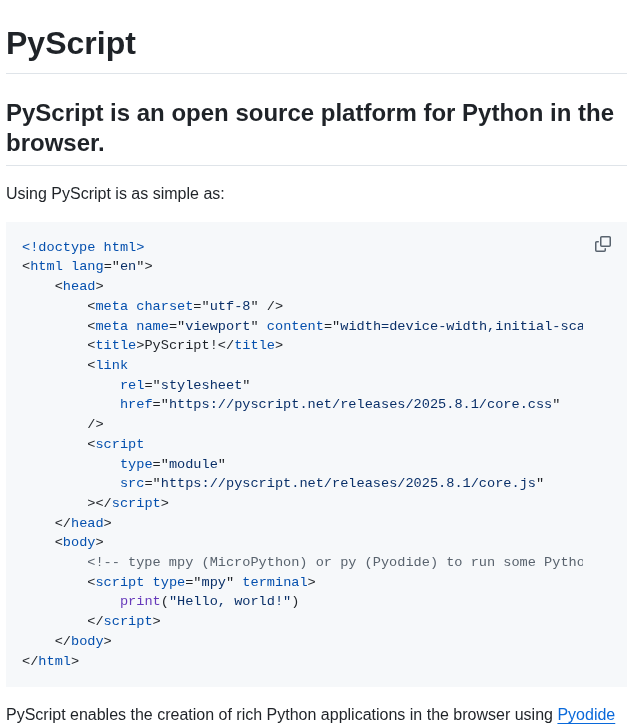 PyScript
PyScript is an open source platform for Python in the
browser.
Using PyScript is as simple as:
<!doctype html>
<html lang="en">
    <head>
        <meta charset="utf-8" />
        <meta name="viewport" content="width=device-width,initial-sca
        <title>PyScript!</title>
        <link
            rel="stylesheet"
            href="https://pyscript.net/releases/2025.8.1/core.css"
        />
        <script
            type="module"
            src="https://pyscript.net/releases/2025.8.1/core.js"
        ></script>
    </head>
    <body>
        <!-- type mpy (MicroPython) or py (Pyodide) to run some Pytho
        <script type="mpy" terminal>
            print("Hello, world!")
        </script>
    </body>
</html>
PyScript enables the creation of rich Python applications in the browser using Pyodide